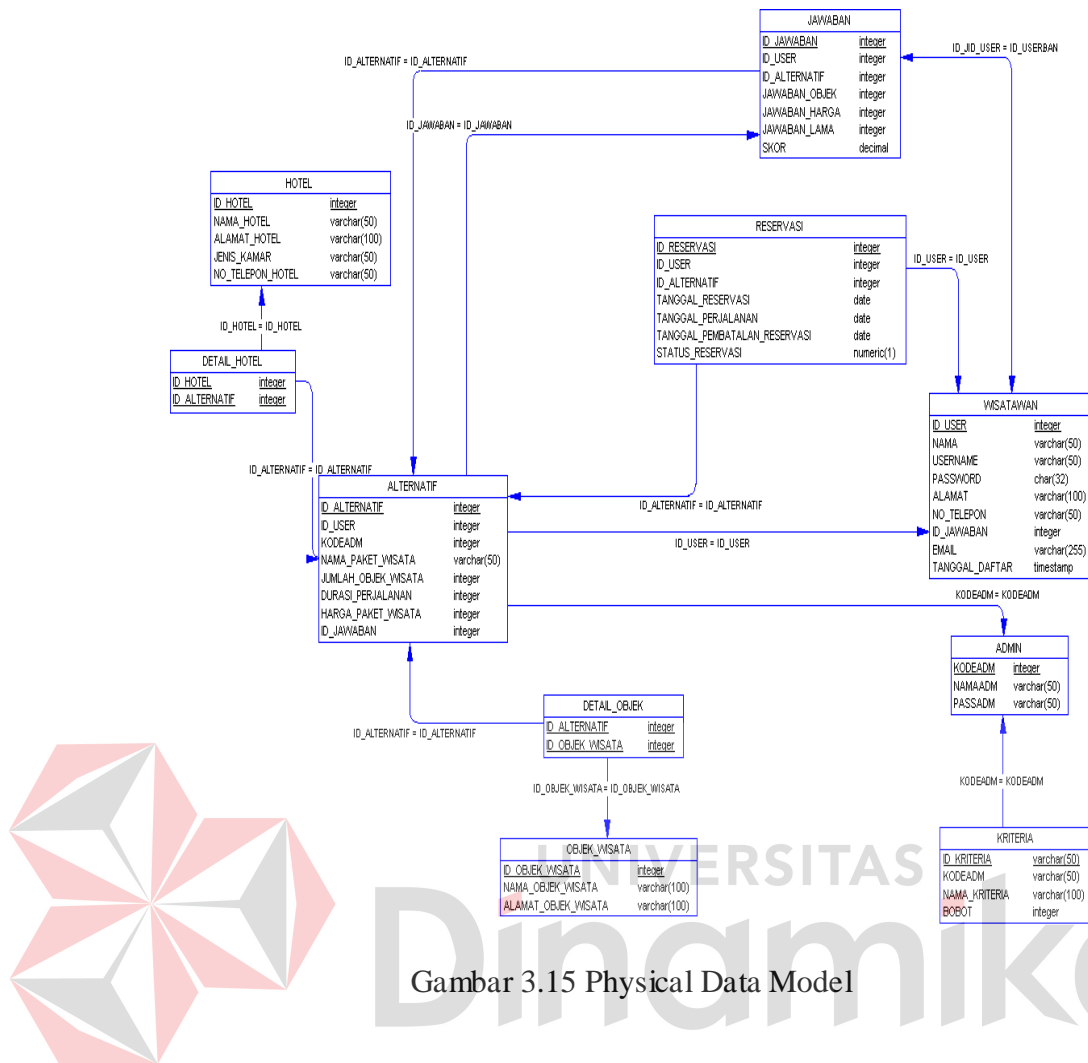 JAWABAN
ID_JAWABAN integer
ID_USER integer
ID_ALTERNATIF integer
JAWABAN_OBJEK integer
JAWABAN_HARGA integer
JAWABAN_LAMA integer
SKOR decimal
ID_ALTERNATIF = ID_ALTERNATIF
ID_JID_USER = ID_USERBAN
ID_JAWABAN = ID_JAWABAN
HOTEL
ID_HOTEL integer
NAMA_HOTEL varchar(50)
ALAMAT_HOTEL varchar(100)
JENIS_KAMAR varchar(50)
NO_TELEPON_HOTEL varchar(50)
RESERVASI
ID_RESERVASI integer
ID_USER integer
ID_ALTERNATIF integer
TANGGAL_RESERVASI date
TANGGAL_PERJALANAN date
TANGGAL_PEMBATALAN_RESERVASI date
STATUS_RESERVASI numeric(1)
ID_USER = ID_USER
ID_HOTEL = ID_HOTEL
DETAIL_HOTEL
ID_HOTEL integer
ID_ALTERNATIF integer
WISATAWAN
ID_USER integer
NAMA varchar(50)
USERNAME varchar(50)
PASSWORD char(32)
ALAMAT varchar(100)
NO_TELEPON varchar(50)
ID_JAWABAN integer
EMAIL varchar(255)
TANGGAL_DAFTAR timestamp
ID_ALTERNATIF = ID_ALTERNATIF
ALTERNATIF
ID_ALTERNATIF integer
ID_USER integer
KODEADM integer
NAMA_PAKET_WISATA varchar(50)
JUMLAH_OBJEK_WISATA integer
DURASI_PERJALANAN integer
HARGA_PAKET_WISATA integer
ID_JAWABAN integer
ID_ALTERNATIF = ID_ALTERNATIF
ID_USER = ID_USER
KODEADM = KODEADM
ADMIN
KODEADM integer
NAMAADM varchar(50)
PASSADM varchar(50)
DETAIL_OBJEK
ID_ALTERNATIF integer
ID_OBJEK_WISATA integer
ID_ALTERNATIF = ID_ALTERNATIF
ID_OBJEK_WISATA = ID_OBJEK_WISATA
KODEADM = KODEADM
OBJEK_WISATA
ID_OBJEK_WISATA integer
NAMA_OBJEK_WISATA varchar(100)
ALAMAT_OBJEK_WISATA varchar(100)
KRITERIA
ID_KRITERIA varchar(50)
KODEADM varchar(50)
NAMA_KRITERIA varchar(100)
BOBOT integer
UNIVERSITAS
Dinamika
Gambar 3.15 Physical Data Model